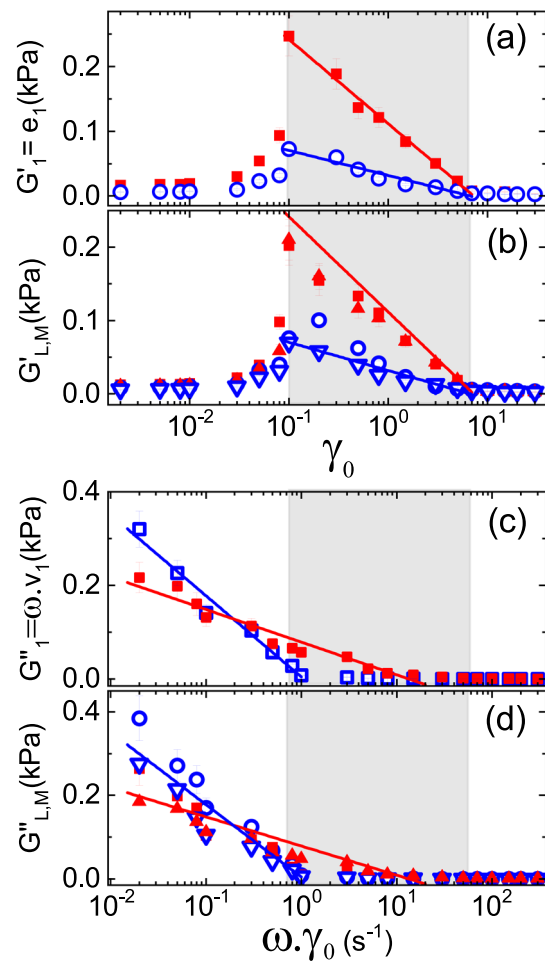 (a)
G'₁ = e₁(kPa)
0.2
0.1
0.0
(b)
G'L,M(kPa)
0.2
0.1
0.0
10⁻² 10⁻¹ 10⁰ 10¹
γ₀
(c)
G"₁=ω.v₁(kPa)
0.4
0.2
0.0
(d)
G"L,M(kPa)
0.4
0.2
0.0
10⁻² 10⁻¹ 10⁰ 10¹ 10²
ω.γ₀ (s⁻¹)